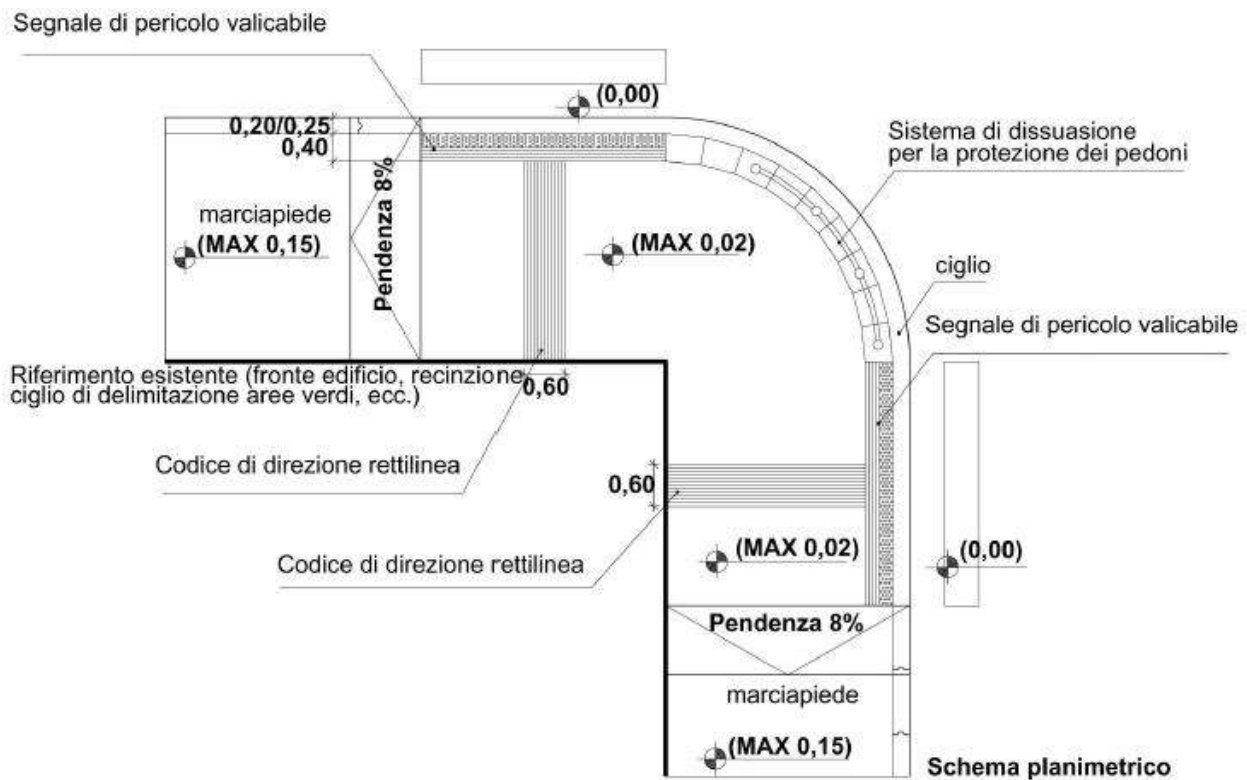 Segnale di pericolo valicabile
(0,00)
0,20/0,25
0,40
Sistema di dissuasione
per la protezione dei pedoni
Pendenza 8%
marciapiede
(MAX 0,15)
(MAX 0,02)
ciglio
Segnale di pericolo valicabile
Riferimento esistente (fronte edificio, recinzione,
ciglio di delimitazione aree verdi, ecc.)
0,60
Codice di direzione rettilinea
0,60
Codice di direzione rettilinea
(MAX 0,02)
(0,00)
Pendenza 8%
marciapiede
(MAX 0,15)
Schema planimetrico